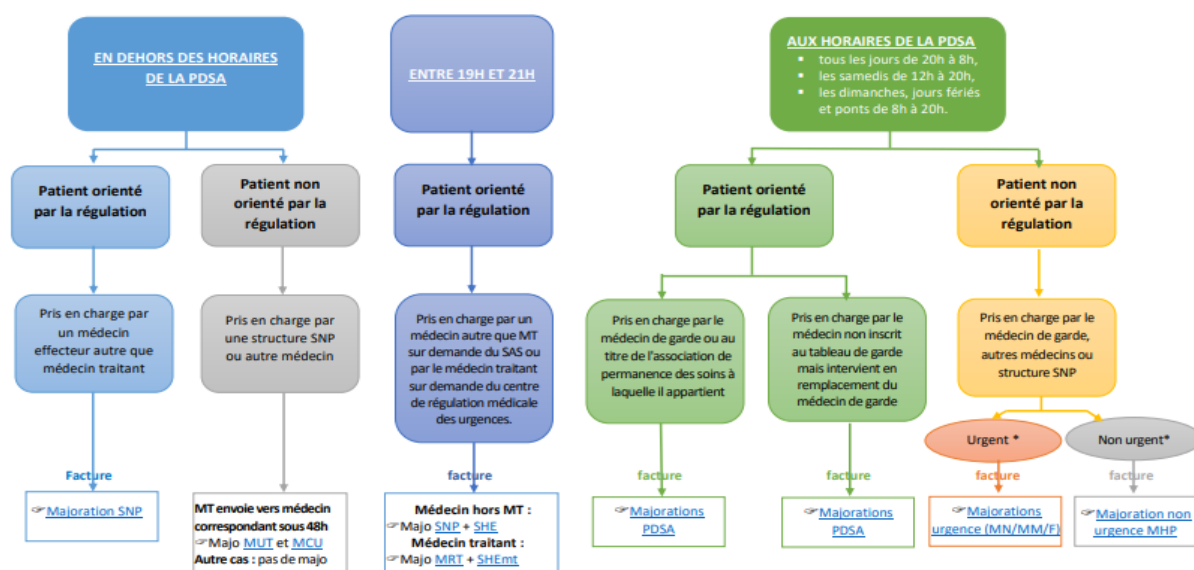 EN DEHORS DES HORAIRES
DE LA PDSA
ENTRE 19H ET 21H
AUX HORAIRES DE LA PDSA
▪ tous les jours de 20h à 8h,
▪ les samedis de 12h à 20h,
▪ les dimanches, jours fériés
et ponts de 8h à 20h.
Patient orienté
par la régulation
Patient non
orienté par la
régulation
Patient orienté
par la régulation
Patient orienté
par la régulation
Patient non
orienté par la
régulation
Pris en charge par
un médecin
effecteur autre que
médecin traitant
Pris en charge par
une structure SNP
ou autre médecin
Pris en charge par un
médecin autre que MT
sur demande du SAS ou
par le médecin traitant
sur demande du centre
de régulation médicale
des urgences.
Pris en charge par le
médecin de garde ou au
titre de l'association de
permanence des soins à
laquelle il appartient
Pris en charge par le
médecin non inscrit
au tableau de garde
mais intervient en
remplacement du
médecin de garde
Pris en charge par le
médecin de garde,
autres médecins ou
structure SNP
Urgent *
Non urgent*
Facture
facture
facture
facture
facture
facture
☞Majoration SNP
MT envoie vers médecin
correspondant sous 48h
☞Majo MUT et MCU
Autre cas : pas de majo
Médecin hors MT :
☞Majo SNP + SHE
Médecin traitant :
☞Majo MRT + SHEmt
☞Majorations
PDSA
☞Majorations
PDSA
☞Majorations
urgence (MN/MM/F)
☞Majoration non
urgence MHP